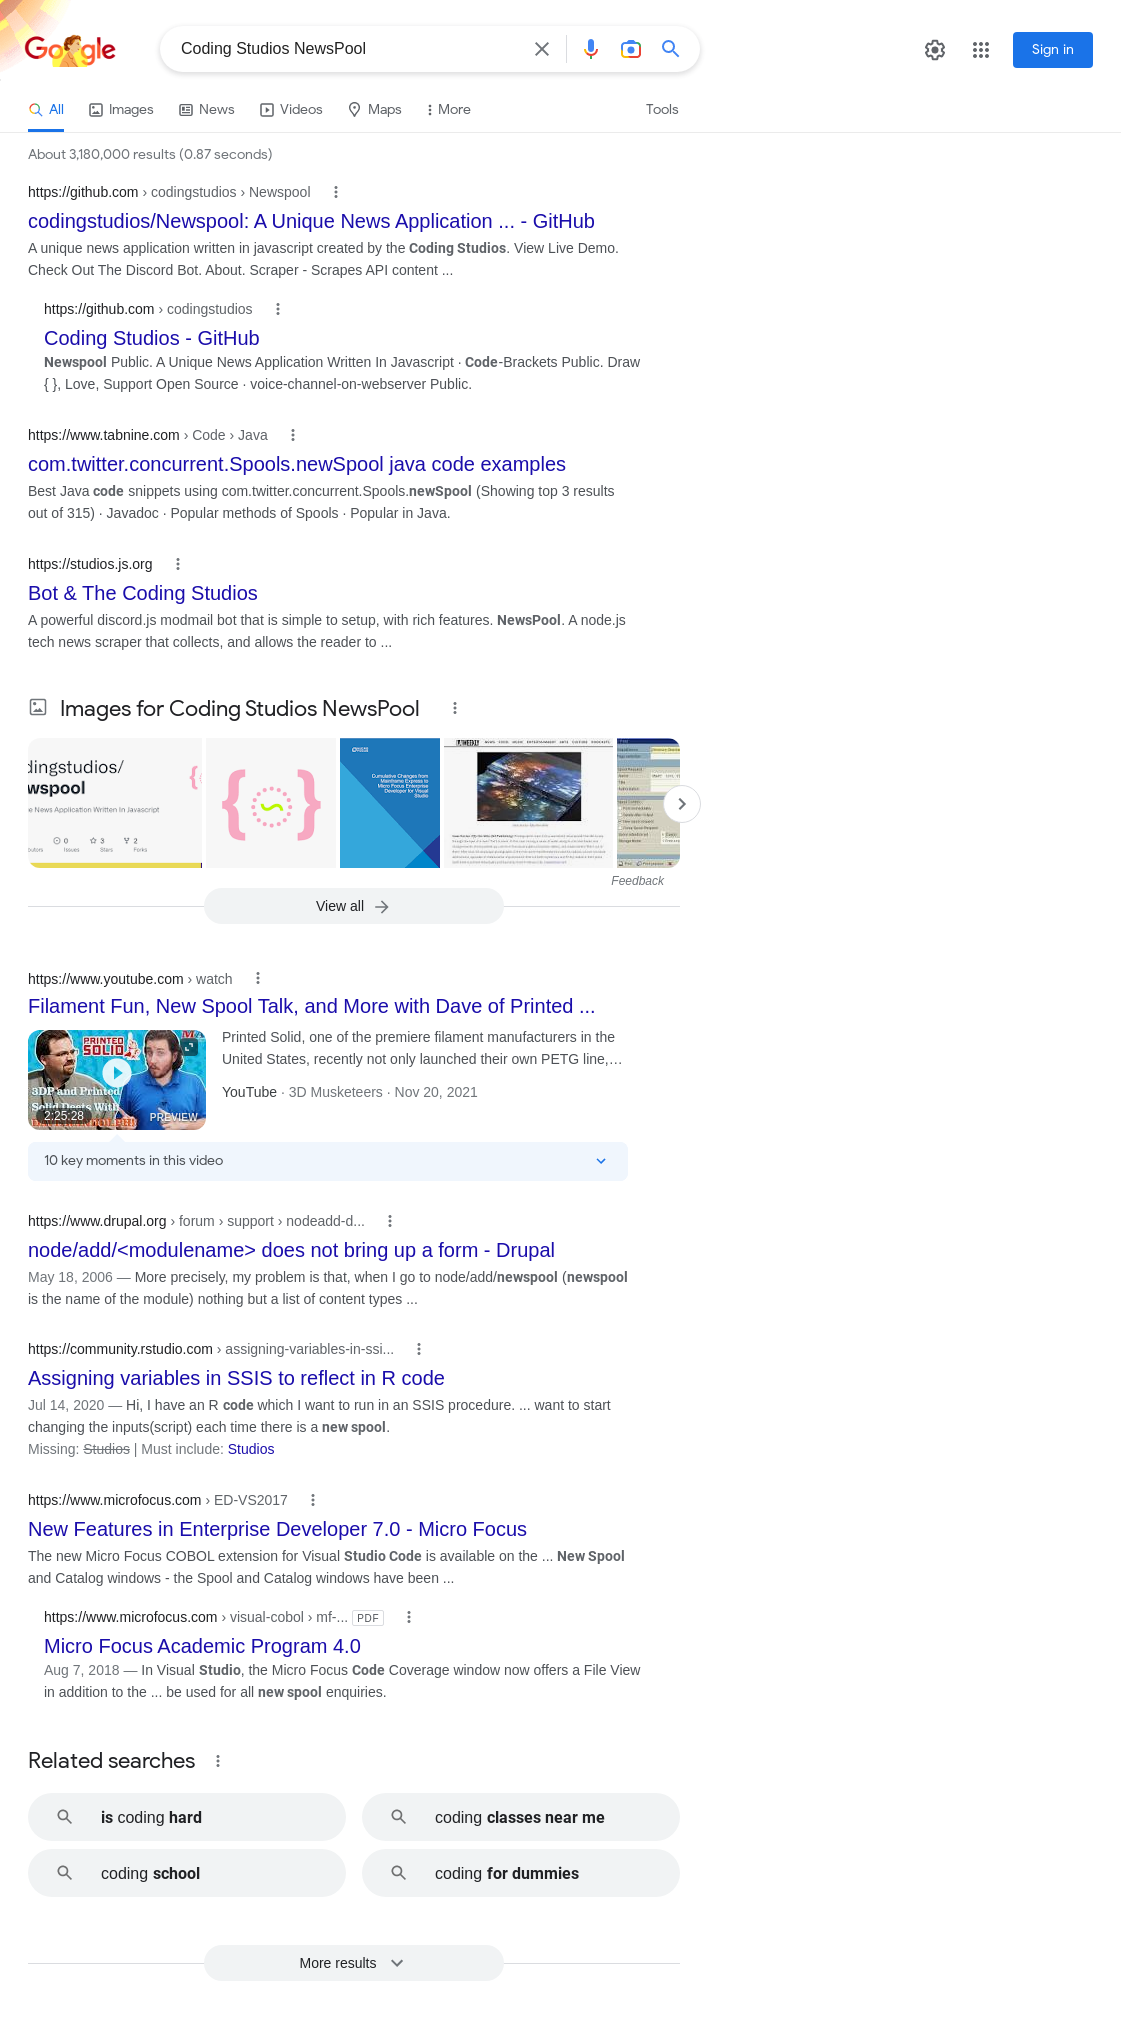 Google
Coding Studios NewsPool
Sign in
All Images News Videos Maps More Tools
About 3,180,000 results (0.87 seconds)
https://github.com › codingstudios › Newspool
codingstudios/Newspool: A Unique News Application ... - GitHub
A unique news application written in javascript created by the Coding Studios. View Live Demo.
Check Out The Discord Bot. About. Scraper - Scrapes API content ...
https://github.com › codingstudios
Coding Studios - GitHub
Newspool Public. A Unique News Application Written In Javascript · Code-Brackets Public. Draw
{ }, Love, Support Open Source · voice-channel-on-webserver Public.
https://www.tabnine.com › Code › Java
com.twitter.concurrent.Spools.newSpool java code examples
Best Java code snippets using com.twitter.concurrent.Spools.newSpool (Showing top 3 results
out of 315) · Javadoc · Popular methods of Spools · Popular in Java.
https://studios.js.org
Bot & The Coding Studios
A powerful discord.js modmail bot that is simple to setup, with rich features. NewsPool. A node.js
tech news scraper that collects, and allows the reader to ...
Images for Coding Studios NewsPool
dingstudios/
wspool
e News Application Written In Javascript
0 3 2
Issues Stars Forks
Cumulative Changes from
Mainframe Express to
Micro Focus Enterprise
Developer for Visual
Studio
Feedback
View all
https://www.youtube.com › watch
Filament Fun, New Spool Talk, and More with Dave of Printed ...
PRINTED
SOLID
3DP and Printed
Solid Deets With
2:25:28
PREVIEW
Printed Solid, one of the premiere filament manufacturers in the
United States, recently not only launched their own PETG line,...
YouTube · 3D Musketeers · Nov 20, 2021
10 key moments in this video
https://www.drupal.org › forum › support › nodeadd-d...
node/add/<modulename> does not bring up a form - Drupal
May 18, 2006 — More precisely, my problem is that, when I go to node/add/newspool (newspool
is the name of the module) nothing but a list of content types ...
https://community.rstudio.com › assigning-variables-in-ssi...
Assigning variables in SSIS to reflect in R code
Jul 14, 2020 — Hi, I have an R code which I want to run in an SSIS procedure. ... want to start
changing the inputs(script) each time there is a new spool.
Missing: Studios | Must include: Studios
https://www.microfocus.com › ED-VS2017
New Features in Enterprise Developer 7.0 - Micro Focus
The new Micro Focus COBOL extension for Visual Studio Code is available on the ... New Spool
and Catalog windows - the Spool and Catalog windows have been ...
https://www.microfocus.com › visual-cobol › mf-... PDF
Micro Focus Academic Program 4.0
Aug 7, 2018 — In Visual Studio, the Micro Focus Code Coverage window now offers a File View
in addition to the ... be used for all new spool enquiries.
Related searches
is coding hard
coding classes near me
coding school
coding for dummies
More results